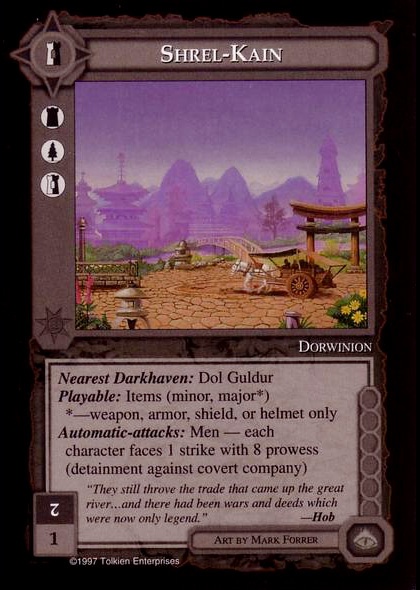 SHREL-KAIN
DORWINION
Nearest Darkhaven: Dol Guldur
Playable: Items (minor, major*)
*—weapon, armor, shield, or helmet only
Automatic-attacks: Men — each
character faces 1 strike with 8 prowess
(detainment against covert company)
"They still throve the trade that came up the great
river...and there had been wars and deeds which
were now only legend." —Hob
2
1
ART BY MARK FORRER
©1997 Tolkien Enterprises